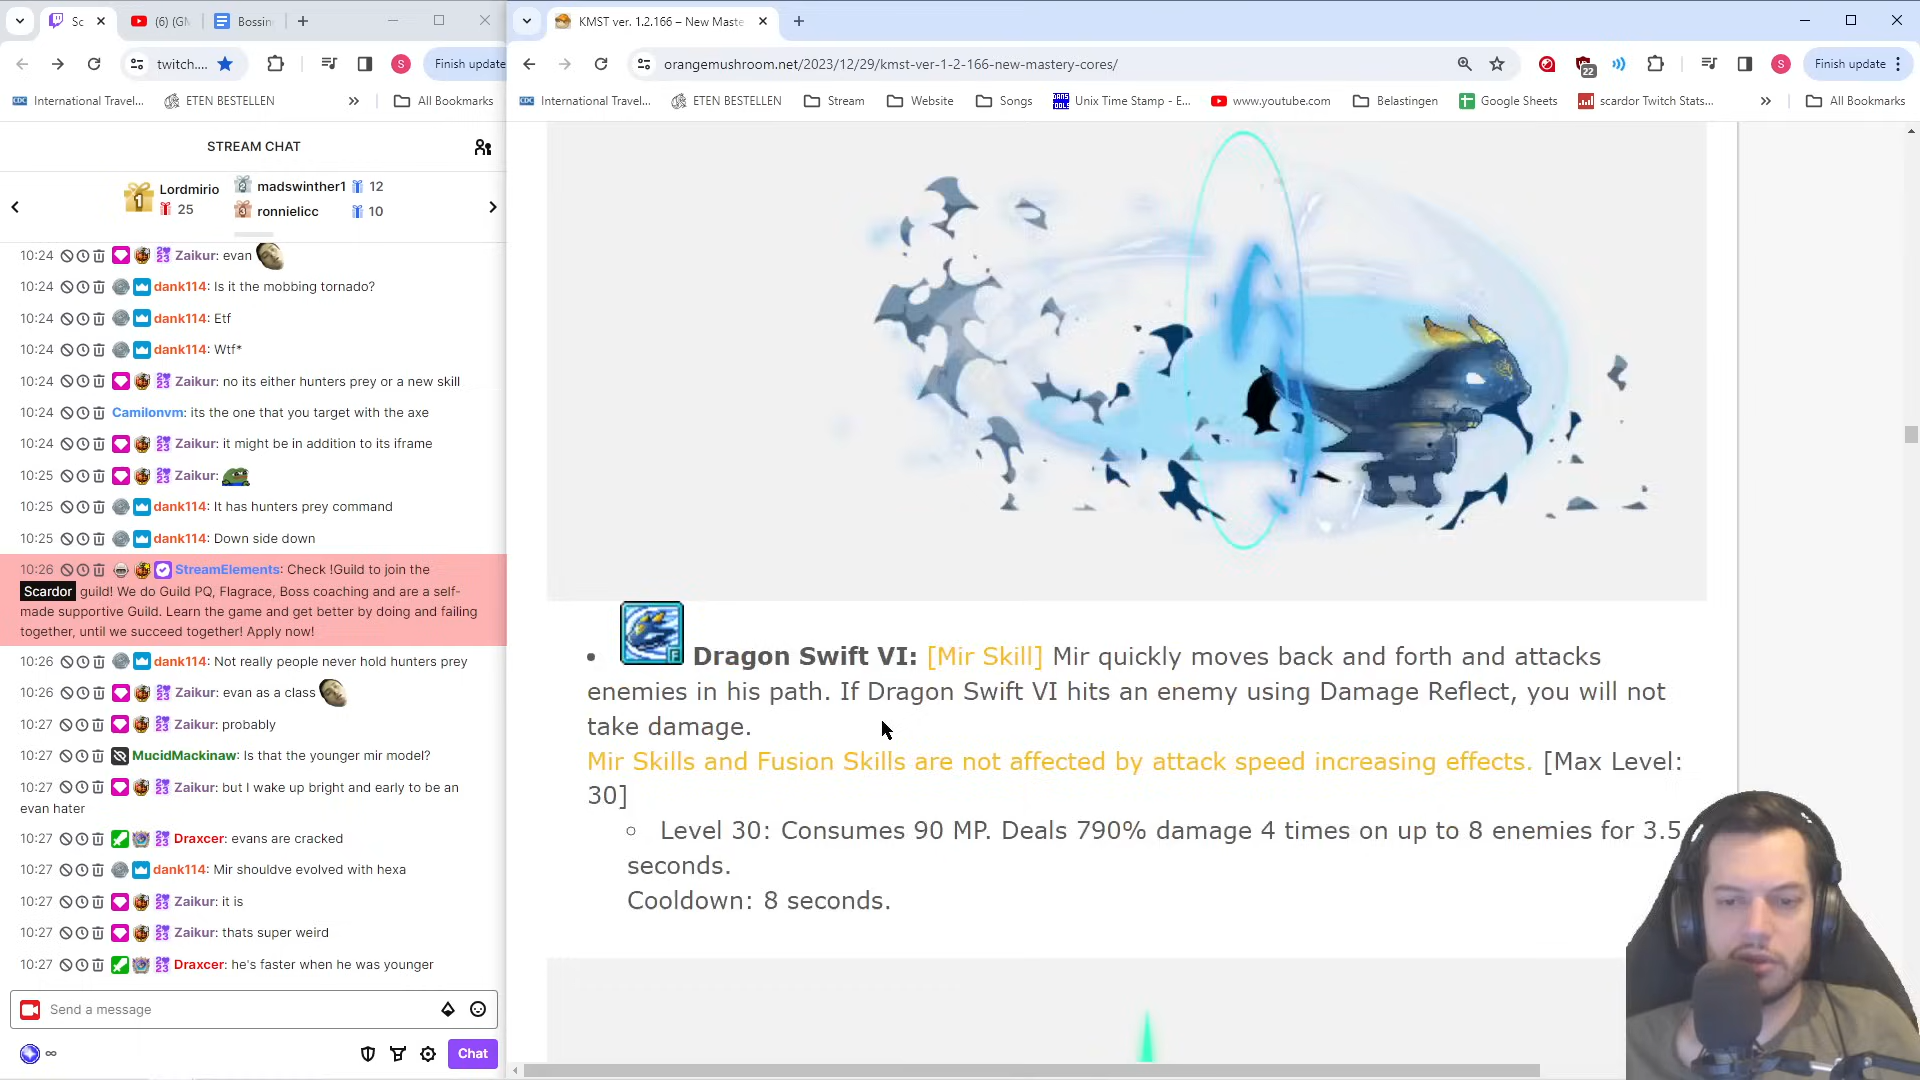 Sc
(6) (GM
Bossin
KMST ver. 1.2.166 – New Maste
twitch....
S
Finish update
orangemushroom.net/2023/12/29/kmst-ver-1-2-166-new-mastery-cores/
22
S
Finish update
International Travel...
ETEN BESTELLEN
»
All Bookmarks
International Travel...
ETEN BESTELLEN
Stream
Website
Songs
Unix Time Stamp - E...
www.youtube.com
Belastingen
Google Sheets
scardor Twitch Stats...
»
All Bookmarks
STREAM CHAT
1
Lordmirio
25
2
madswinther1
12
3
ronnielicc
10
10:24 Zaikur: evan
10:24 dank114: Is it the mobbing tornado?
10:24 dank114: Etf
10:24 dank114: Wtf*
10:24 Zaikur: no its either hunters prey or a new skill
10:24 Camilonvm: its the one that you target with the axe
10:24 Zaikur: it might be in addition to its iframe
10:25 Zaikur:
10:25 dank114: It has hunters prey command
10:25 dank114: Down side down
10:26 StreamElements: Check !Guild to join the
Scardor guild! We do Guild PQ, Flagrace, Boss coaching and are a self-
made supportive Guild. Learn the game and get better by doing and failing
together, until we succeed together! Apply now!
10:26 dank114: Not really people never hold hunters prey
10:26 Zaikur: evan as a class
10:27 Zaikur: probably
10:27 MucidMackinaw: Is that the younger mir model?
10:27 Zaikur: but I wake up bright and early to be an
evan hater
10:27 Draxcer: evans are cracked
10:27 dank114: Mir shouldve evolved with hexa
10:27 Zaikur: it is
10:27 Zaikur: thats super weird
10:27 Draxcer: he's faster when he was younger
Send a message
∞
Chat
• Dragon Swift VI: [Mir Skill] Mir quickly moves back and forth and attacks
enemies in his path. If Dragon Swift VI hits an enemy using Damage Reflect, you will not
take damage.
Mir Skills and Fusion Skills are not affected by attack speed increasing effects. [Max Level:
30]
○ Level 30: Consumes 90 MP. Deals 790% damage 4 times on up to 8 enemies for 3.5
seconds.
Cooldown: 8 seconds.